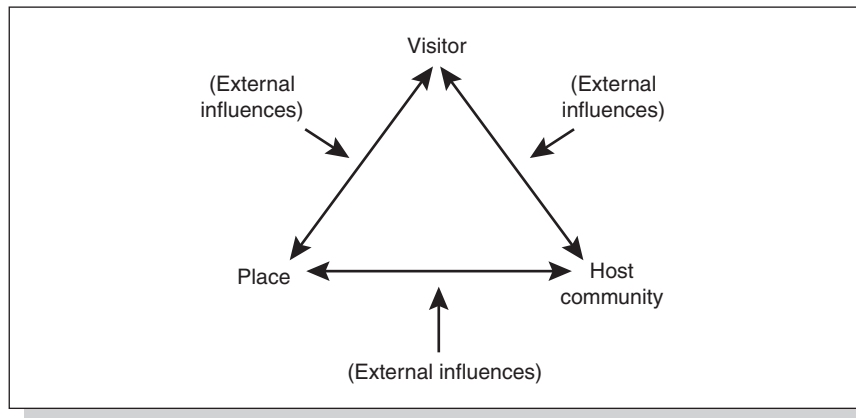 Visitor
(External
influences)
(External
influences)
Place
Host
community
(External influences)